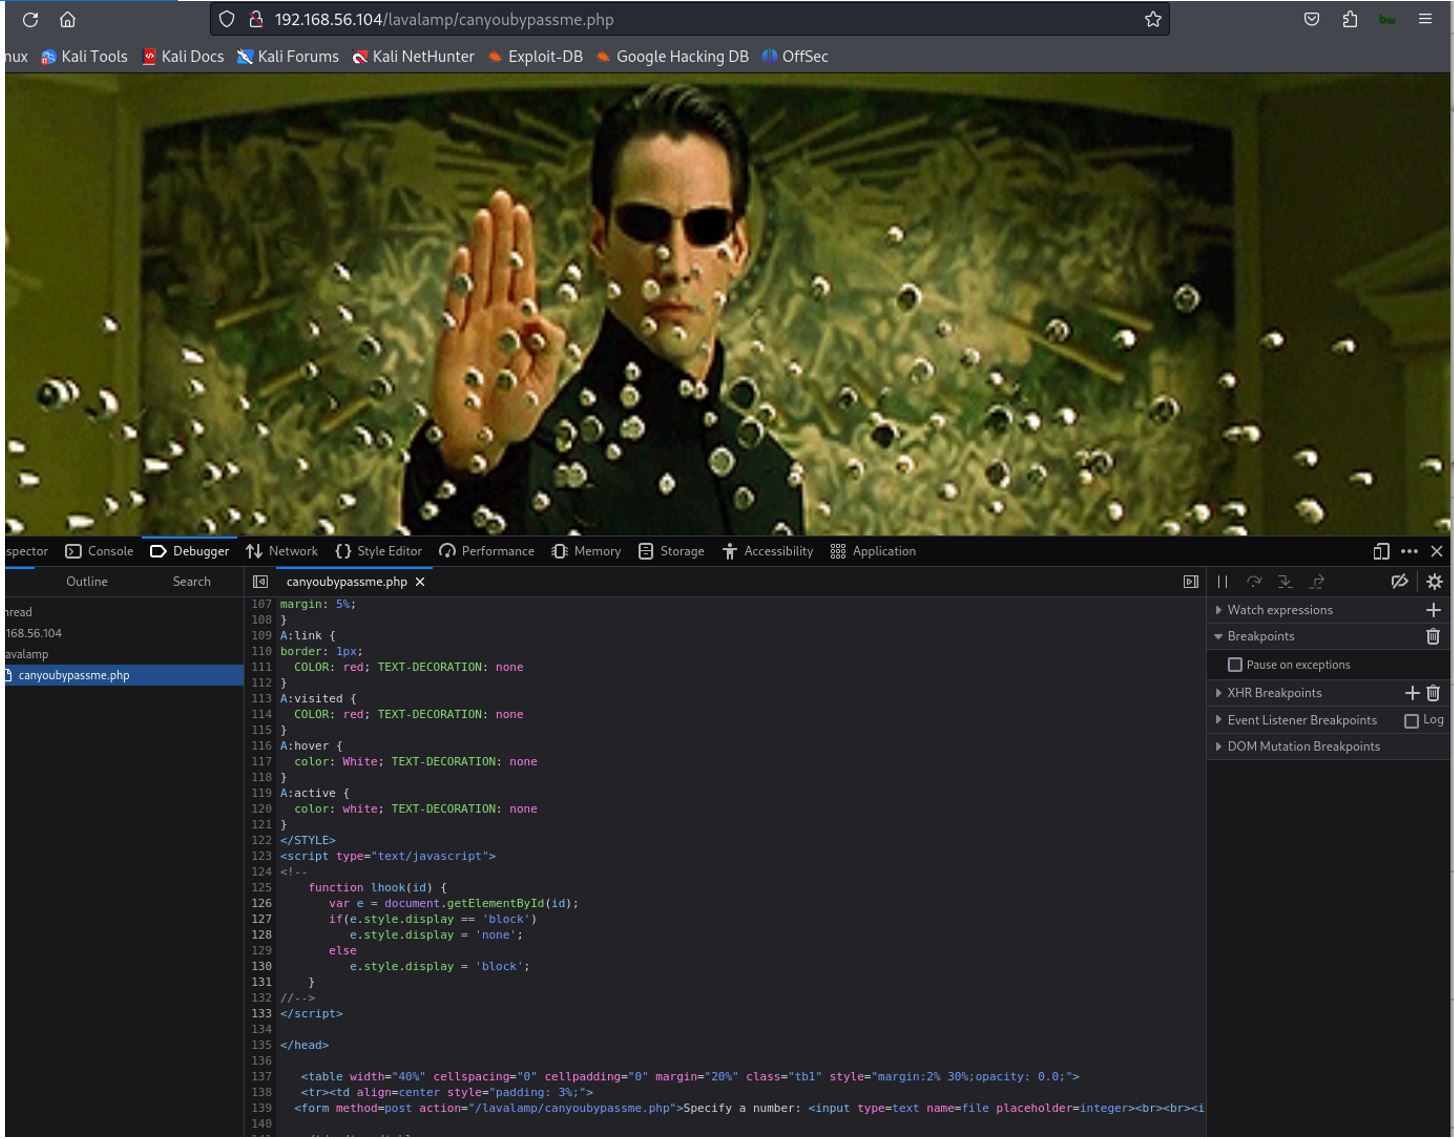 192.168.56.104/lavalamp/canyoubypassme.php
nux Kali Tools Kali Docs Kali Forums Kali NetHunter Exploit-DB Google Hacking DB OffSec
spector Console Debugger Network Style Editor Performance Memory Storage Accessibility Application
Outline Search canyoubypassme.php
hread
168.56.104
avalamp
canyoubypassme.php
107 margin: 5%;
108 }
109 A:link {
110 border: 1px;
111 COLOR: red; TEXT-DECORATION: none
112 }
113 A:visited {
114 COLOR: red; TEXT-DECORATION: none
115 }
116 A:hover {
117 color: White; TEXT-DECORATION: none
118 }
119 A:active {
120 color: white; TEXT-DECORATION: none
121 }
122 </STYLE>
123 <script type="text/javascript">
124 <!--
125 function lhook(id) {
126 var e = document.getElementById(id);
127 if(e.style.display == 'block')
128 e.style.display = 'none';
129 else
130 e.style.display = 'block';
131 }
132 //-->
133 </script>
134
135 </head>
136
137 <table width="40%" cellspacing="0" cellpadding="0" margin="20%" class="tb1" style="margin:2% 30%;opacity: 0.0;">
138 <tr><td align=center style="padding: 3%;">
139 <form method=post action="/lavalamp/canyoubypassme.php">Specify a number: <input type=text name=file placeholder=integer><br><br><i
140
Watch expressions
Breakpoints
Pause on exceptions
XHR Breakpoints
Event Listener Breakpoints Log
DOM Mutation Breakpoints